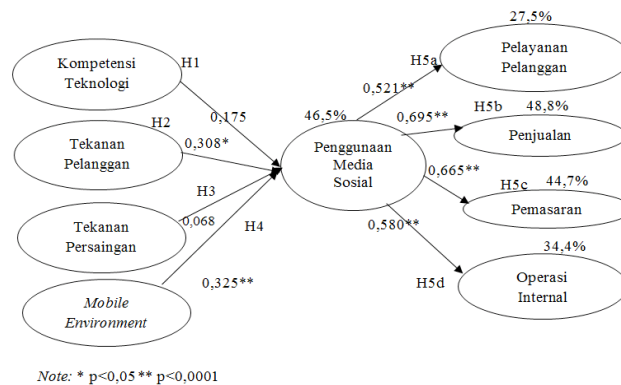 27,5%
Kompetensi
Teknologi
H1
H5a
Pelayanan
Pelanggan
0,521**
0,175
H2
46,5%
0,695**
H5b
48,8%
Tekanan
Pelanggan
0,308*
Penggunaan
Media
Sosial
Penjualan
H3
0,665**
H5c
44,7%
Tekanan
Persaingan
0,068
H4
Pemasaran
0,580**
34,4%
0,325**
H5d
Operasi
Internal
Mobile
Environment
Note: * p<0,05 ** p<0,0001